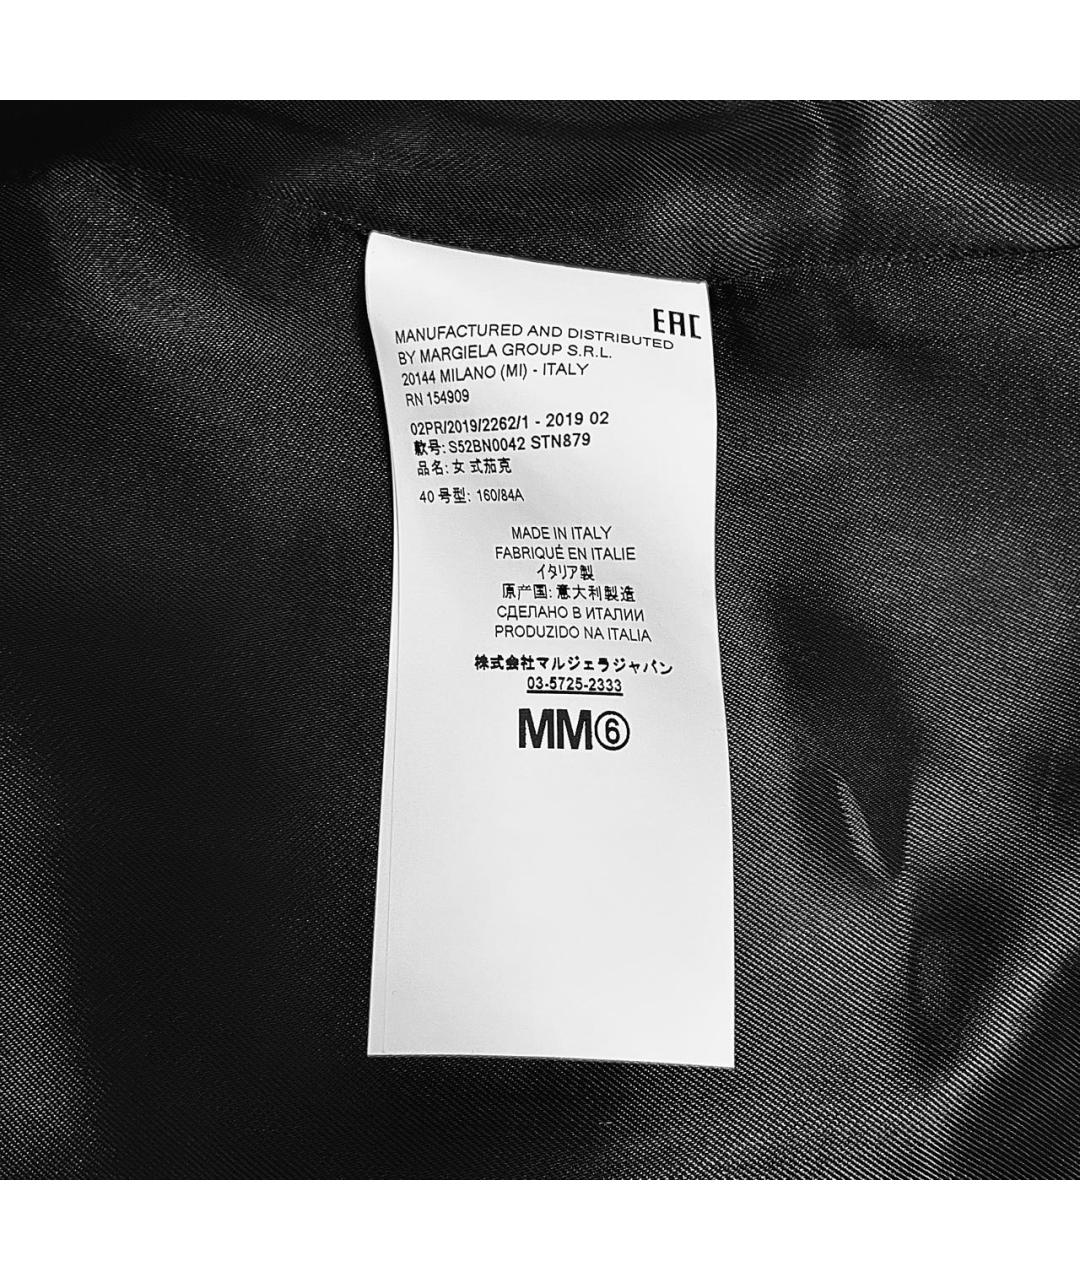 EAC
MANUFACTURED AND DISTRIBUTED
BY MARGIELA GROUP S.R.L.
20144 MILANO (MI) - ITALY
RN 154909
02PR/2019/2262/1 - 2019 02
款号: S52BN0042 STN879
品名: 女 式茄克
40 号型: 160/84A
MADE IN ITALY
FABRIQUÉ EN ITALIE
イタリア製
原产国: 意大利製造
СДЕЛАНО В ИТАЛИИ
PRODUZIDO NA ITALIA
株式会社マルジェラジャパン
03-5725-2333
MM⑥